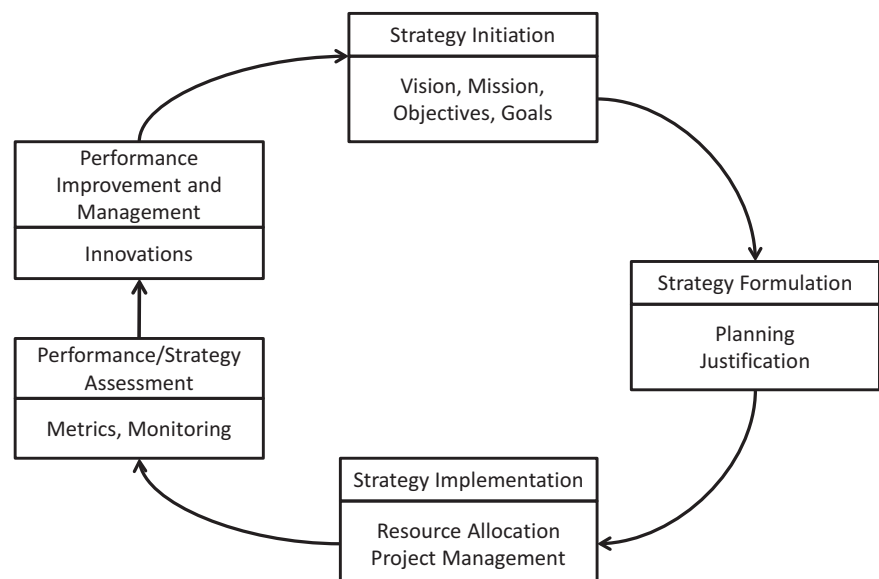 Strategy Initiation
Vision, Mission,
Objectives, Goals
Performance
Improvement and
Management
Innovations
Strategy Formulation
Planning
Justification
Performance/Strategy
Assessment
Metrics, Monitoring
Strategy Implementation
Resource Allocation
Project Management